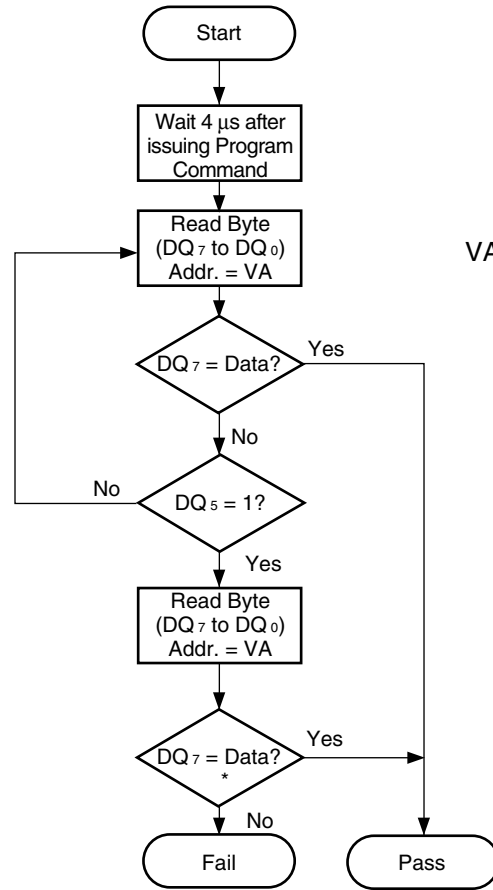 Start
Wait 4 μs after
issuing Program
Command
Read Byte
(DQ7 to DQ0)
Addr. = VA
VA
DQ7 = Data?
Yes
No
No
DQ5 = 1?
Yes
Read Byte
(DQ7 to DQ0)
Addr. = VA
DQ7 = Data?
*
Yes
No
Fail
Pass